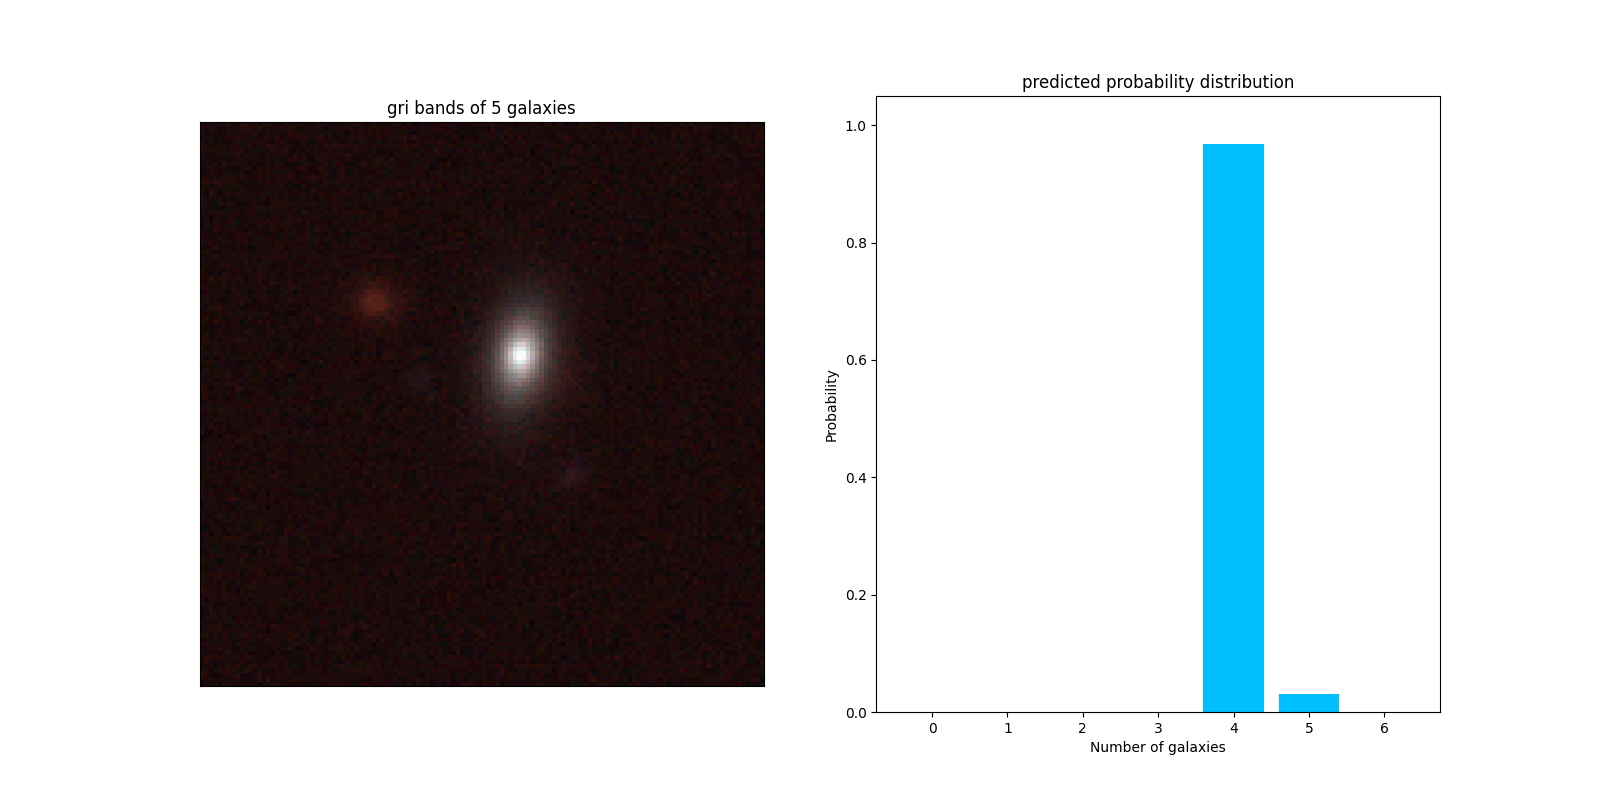 gri bands of 5 galaxies
predicted probability distribution
1.0
0.8
0.6
0.4
0.2
0.0
Probability
0 1 2 3 4 5 6
Number of galaxies